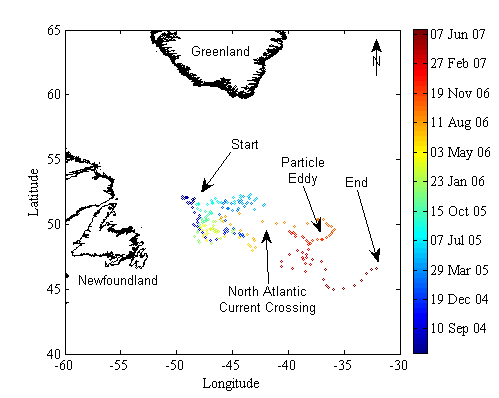 65
60
55
50
45
40
-60
-55
-50
-45
-40
-35
-30
Latitude
Longitude
Greenland
N
Start
Particle
Eddy
End
North Atlantic
Current Crossing
Newfoundland
07 Jun 07
27 Feb 07
19 Nov 06
11 Aug 06
03 May 06
23 Jan 06
15 Oct 05
07 Jul 05
29 Mar 05
19 Dec 04
10 Sep 04